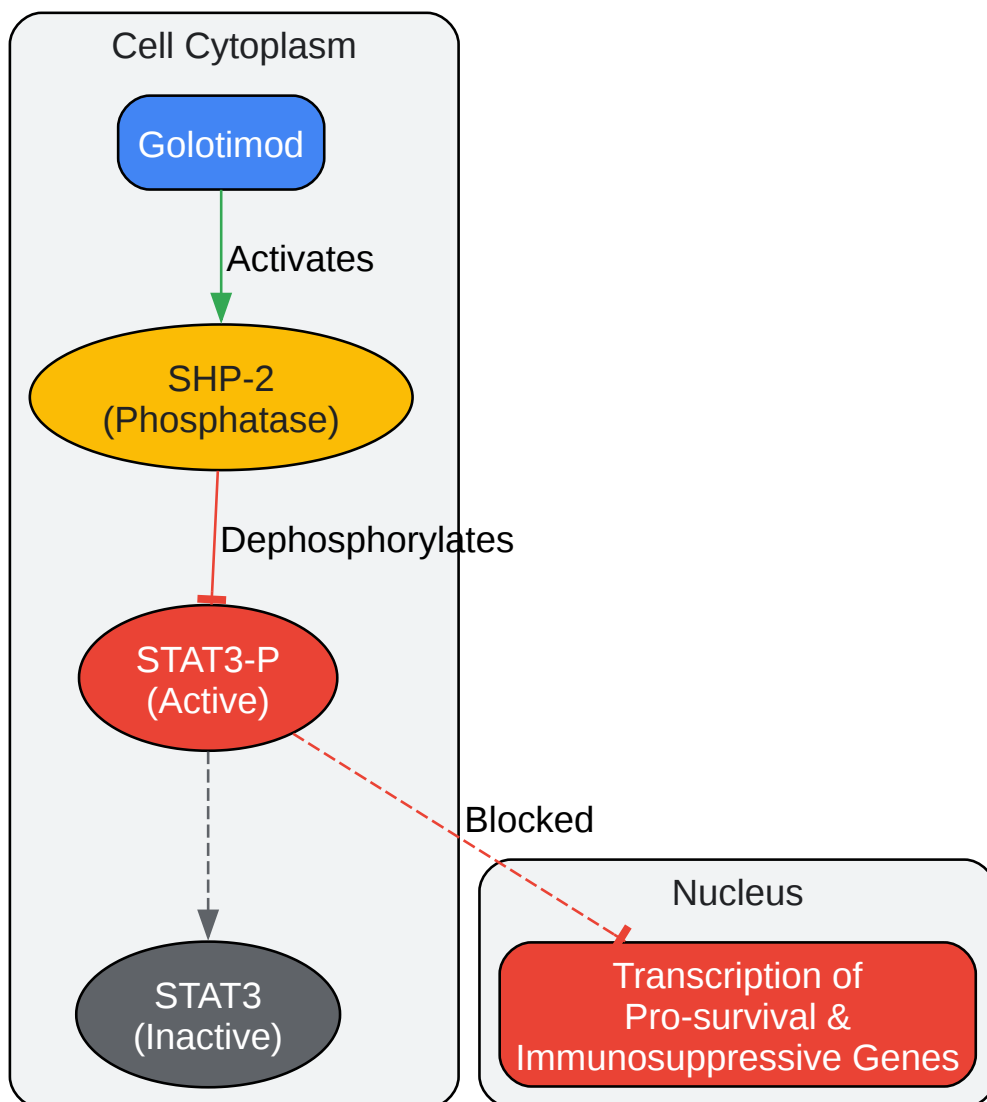 Cell Cytoplasm
Golotimod
Activates
SHP-2
(Phosphatase)
Dephosphorylates
STAT3-P
(Active)
Blocked
Nucleus
STAT3
(Inactive)
Transcription of
Pro-survival &
Immunosuppressive Genes